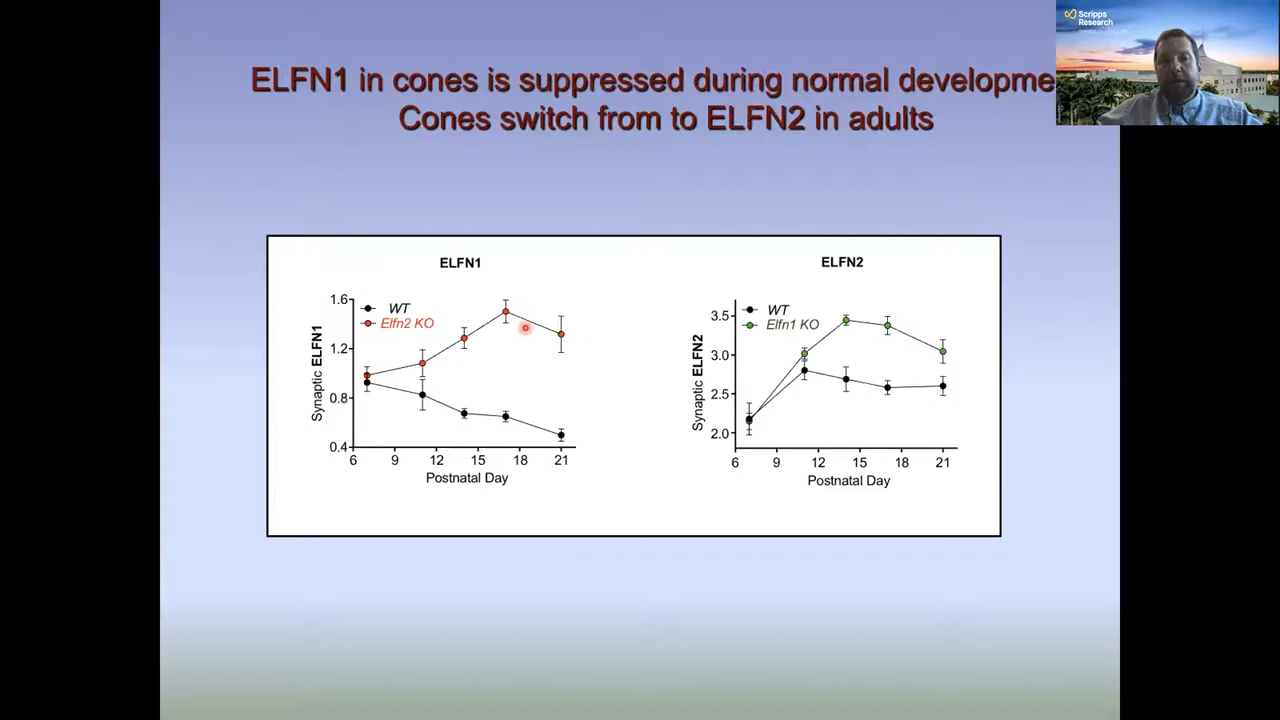 Scripps
Research
ELFN1 in cones is suppressed during normal developme
Cones switch from to ELFN2 in adults
ELFN1
1.6
1.2
0.8
0.4
Synaptic ELFN1
WT
Elfn2 KO
6 9 12 15 18 21
Postnatal Day
ELFN2
3.5
3.0
2.5
2.0
Synaptic ELFN2
WT
Elfn1 KO
6 9 12 15 18 21
Postnatal Day